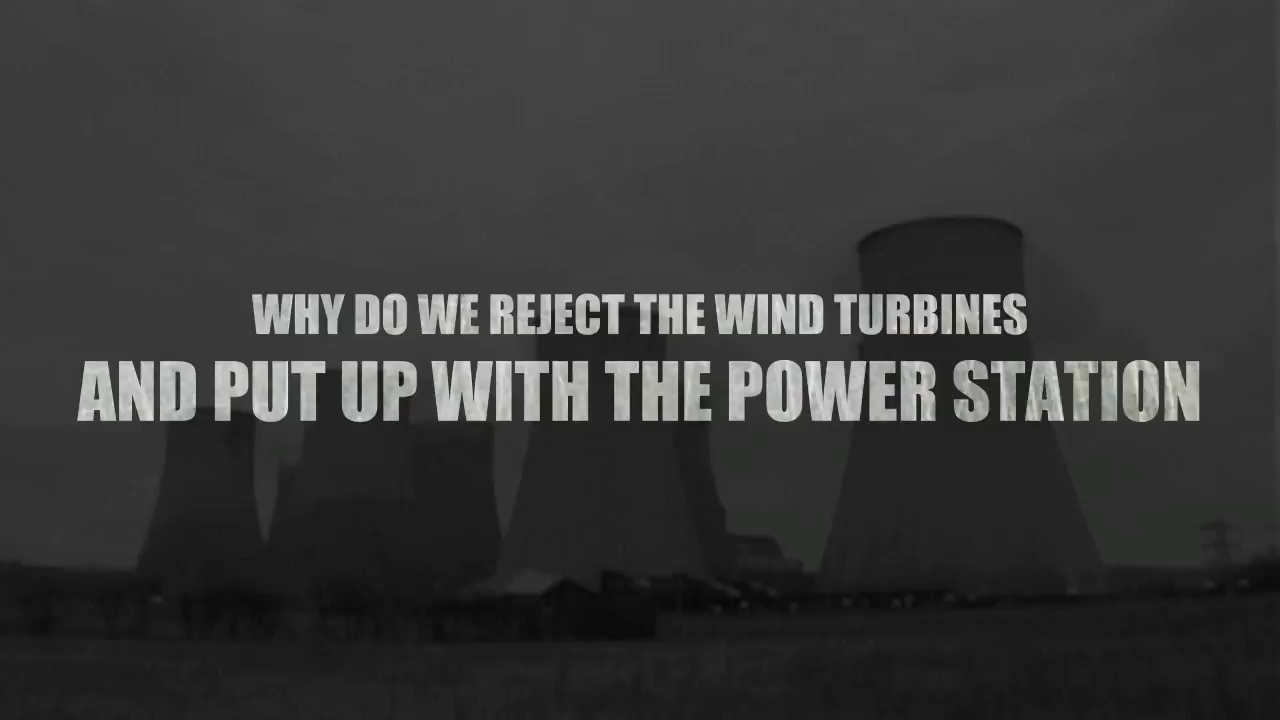 WHY DO WE REJECT THE WIND TURBINES
AND PUT UP WITH THE POWER STATION